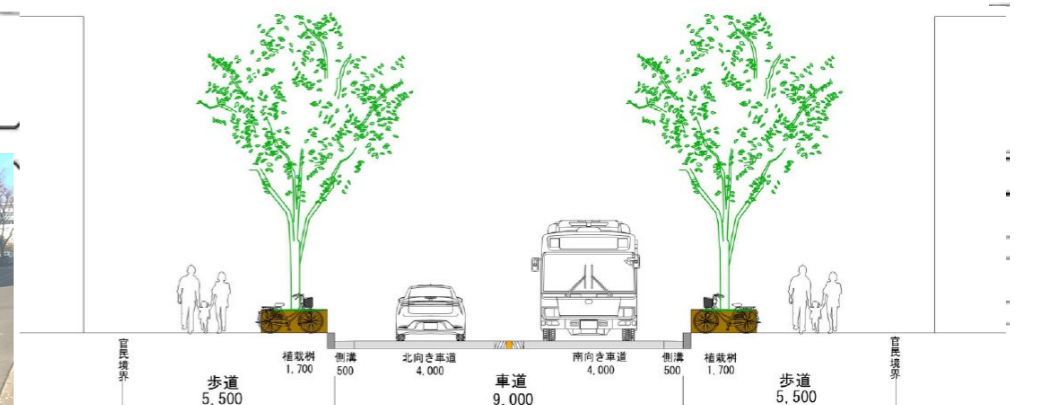 官民境界
植栽桝
1,700
側溝
500
北向き車道
4,000
南向き車道
4,000
側溝
500
植栽桝
1,700
官民境界
歩道
5,500
車道
9,000
歩道
5,500